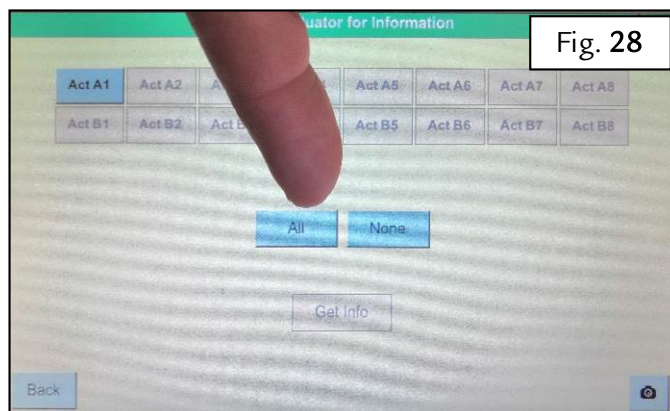 uator for Information
Fig. 28
Act A1 Act A2 Act A5 Act A6 Act A7 Act A8
Act B1 Act B2 Act B5 Act B6 Act B7 Act B8
All None
Get Info
Back